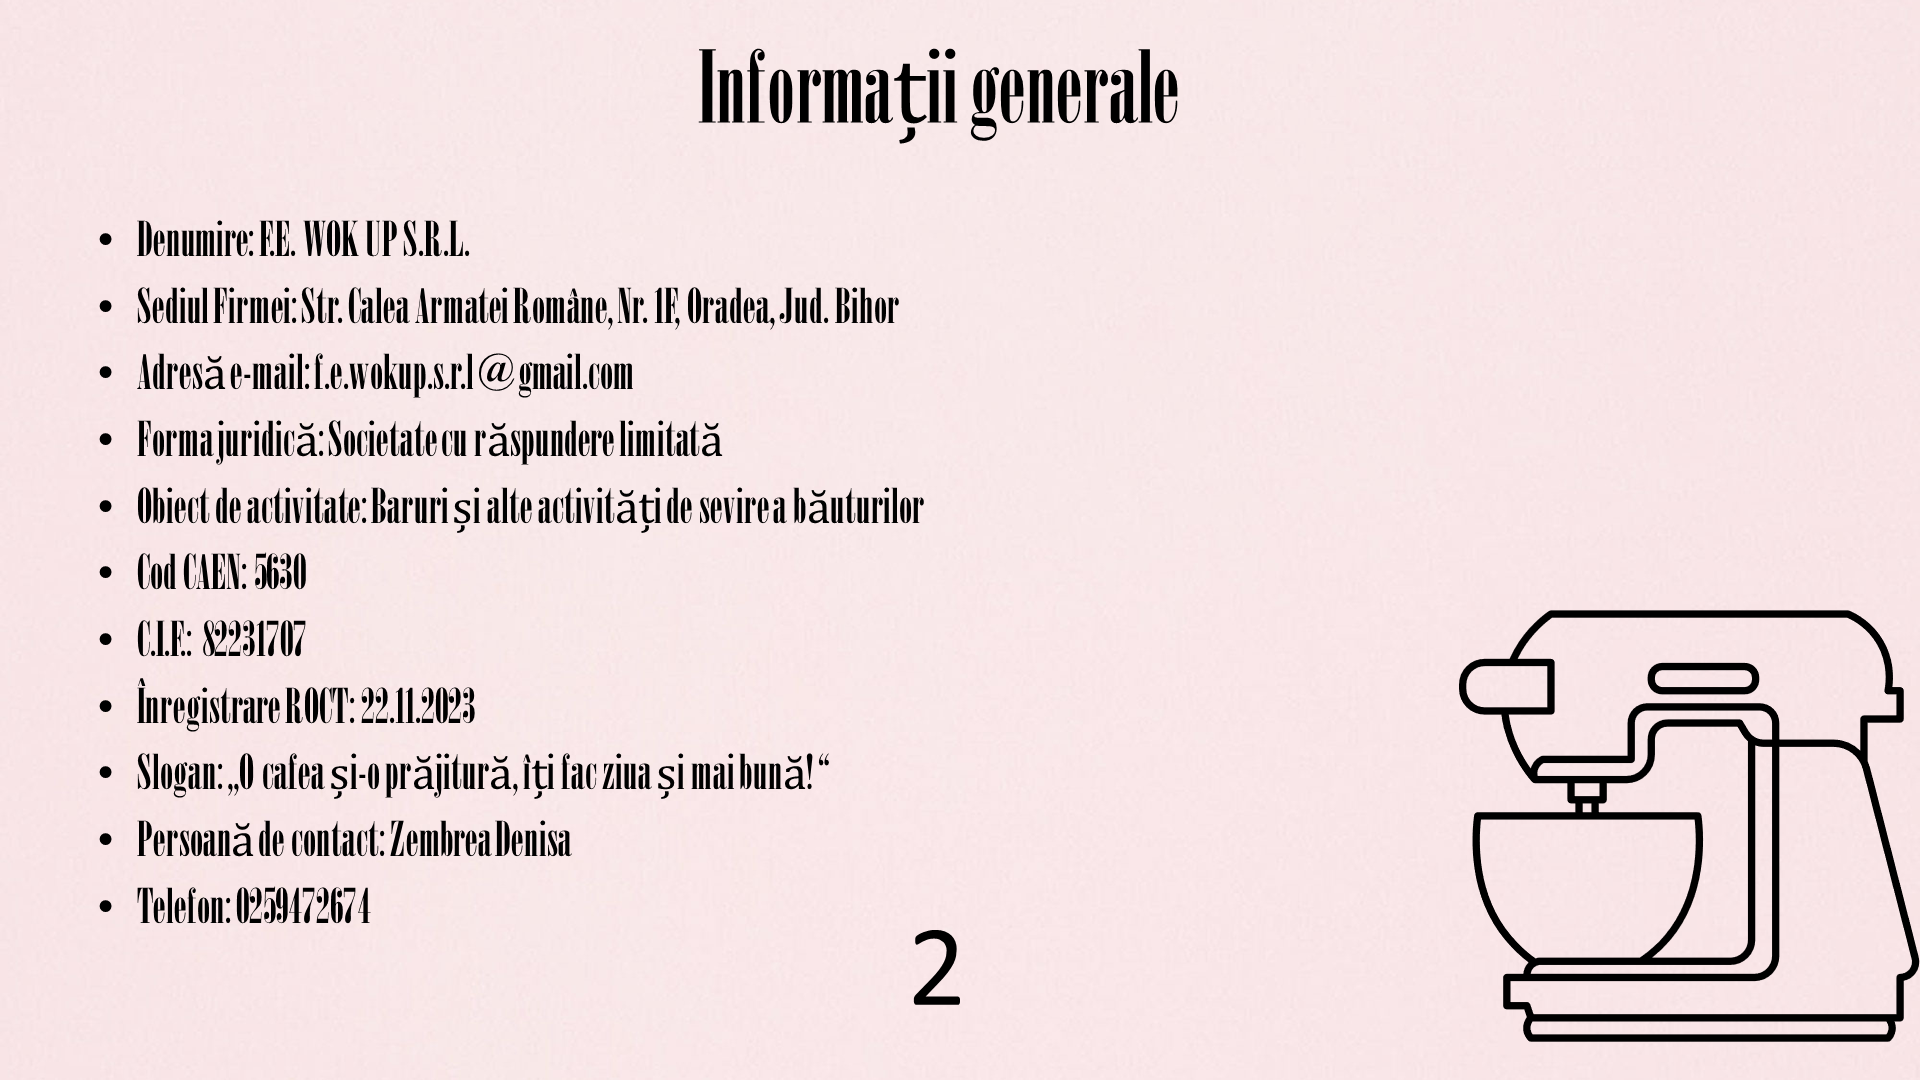 Informații generale
• Denumire: F.E. WOK UP S.R.L.
• Sediul Firmei: Str. Calea Armatei Române, Nr. 1F, Oradea, Jud. Bihor
• Adresă e-mail: f.e.wokup.s.r.l@gmail.com
• Forma juridică: Societate cu răspundere limitată
• Obiect de activitate: Baruri și alte activități de sevire a băuturilor
• Cod CAEN: 5630
• C.I.F.: 82231707
• Înregistrare ROCT: 22.11.2023
• Slogan: „O cafea și-o prăjitură, îți fac ziua și mai bună! “
• Persoană de contact: Zembrea Denisa
• Telefon: 0259472674
2